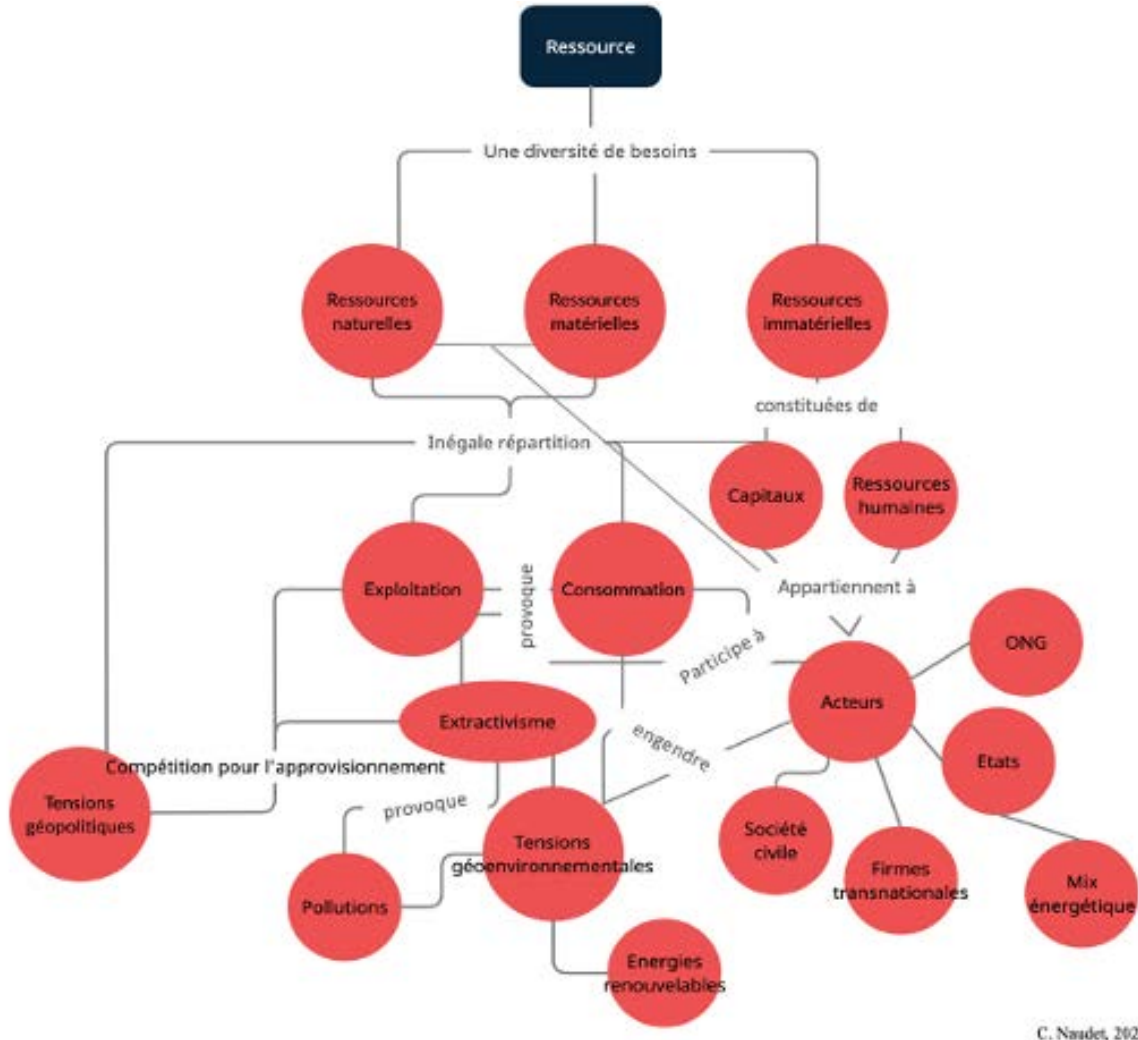 Ressource
Une diversité de besoins
Ressources
naturelles
Ressources
matérielles
Ressources
immatérielles
constituées de
Inégale répartition
Capitaux
Ressources
humaines
Exploitation
provoque
Consommation
Appartiennent à
Participe à
ONG
Acteurs
Extractivisme
engendre
Etats
Compétition pour l'approvisionnement
Tensions
géopolitiques
provoque
Tensions
géoenvironnementales
Société
civile
Firmes
transnationales
Mix
énergétique
Pollutions
Energies
renouvelables
C. Naudet, 202